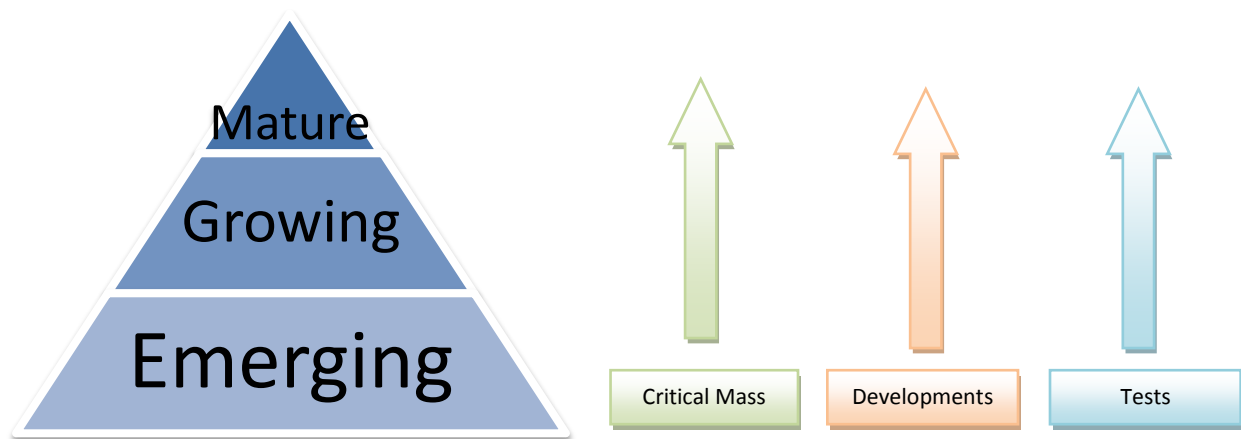 Mature
Growing
Emerging
Critical Mass
Developments
Tests